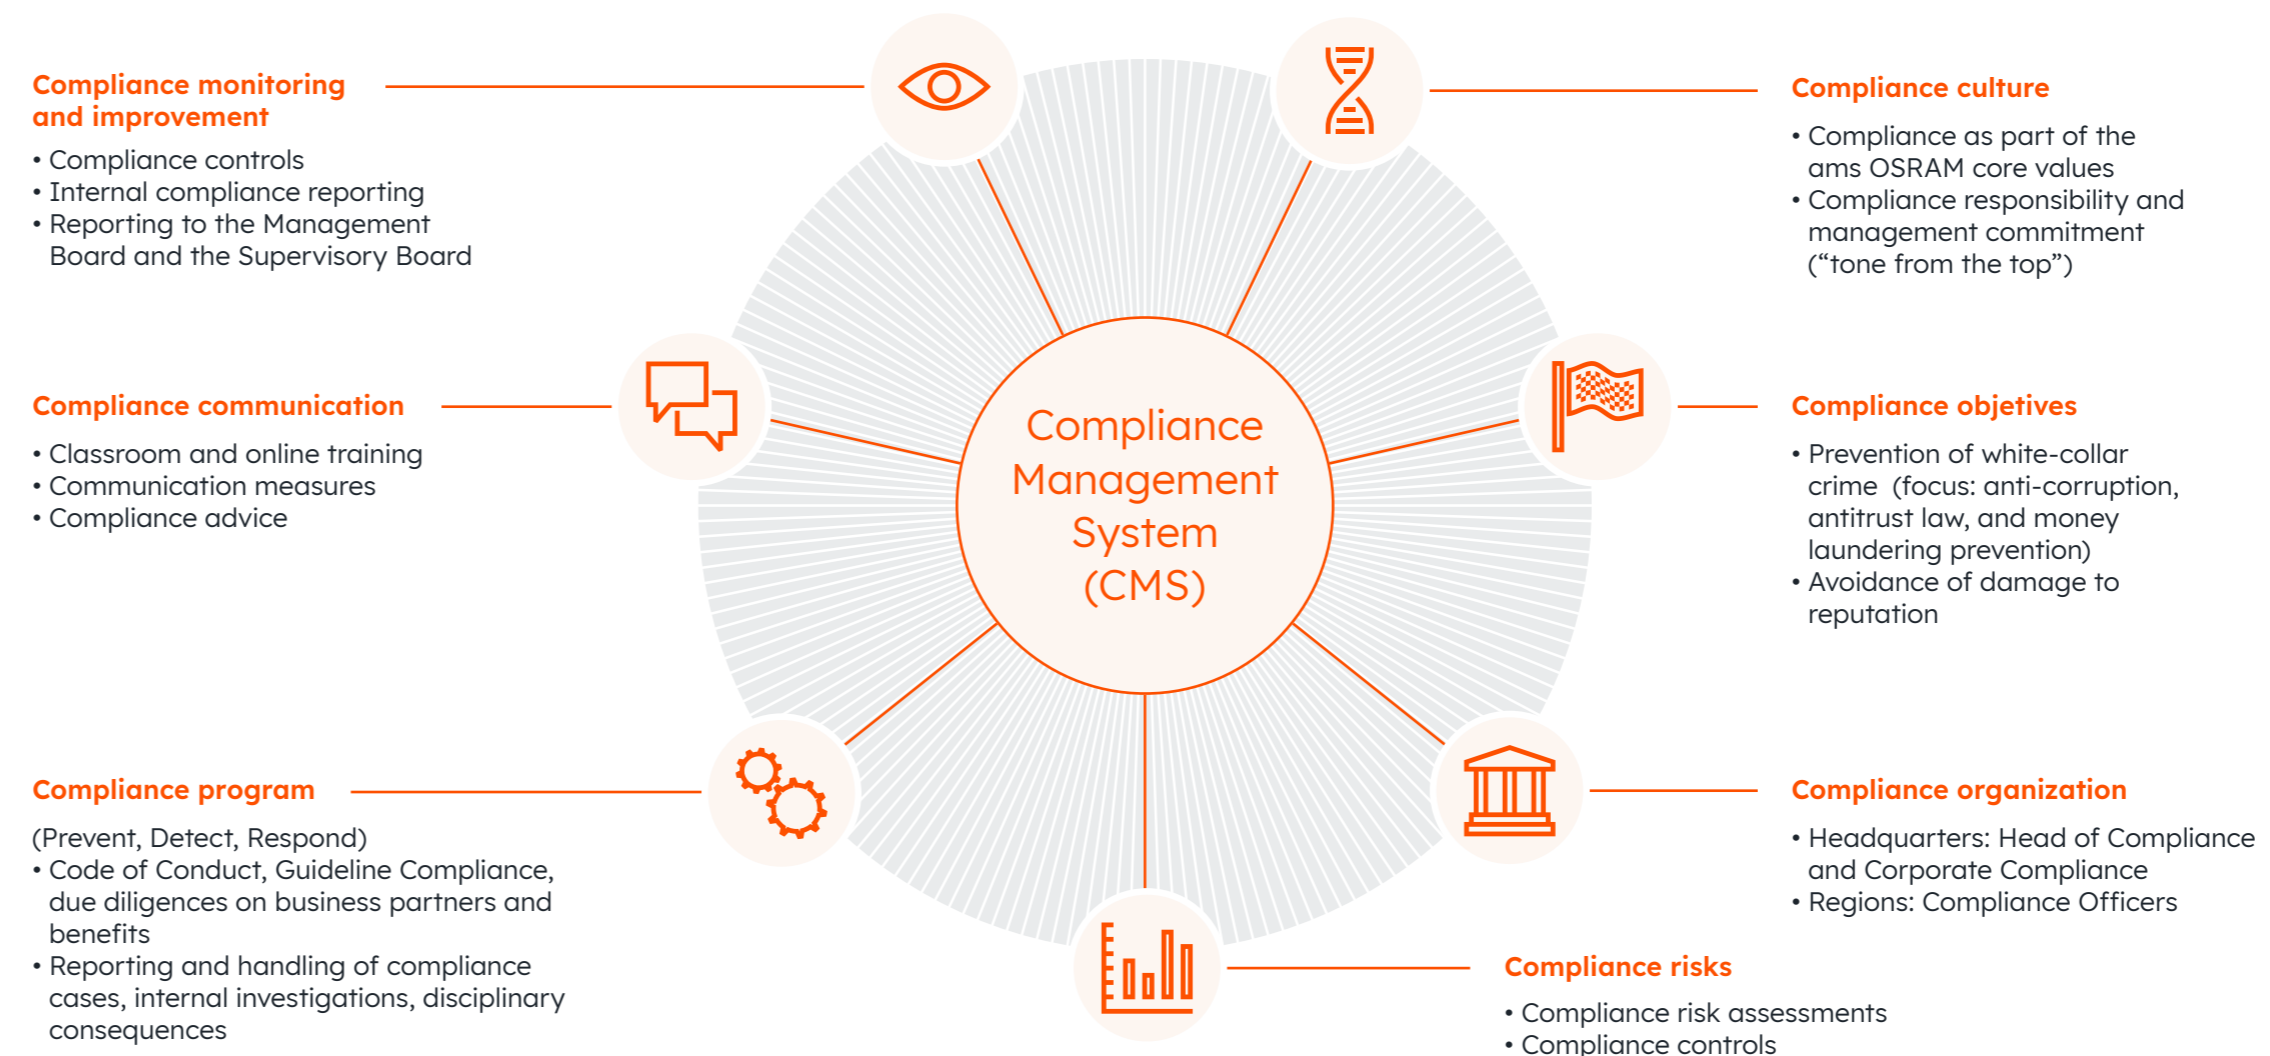 Compliance monitoring
and improvement
• Compliance controls
• Internal compliance reporting
• Reporting to the Management
Board and the Supervisory Board
Compliance communication
• Classroom and online training
• Communication measures
• Compliance advice
Compliance program
(Prevent, Detect, Respond)
• Code of Conduct, Guideline Compliance,
due diligences on business partners and
benefits
• Reporting and handling of compliance
cases, internal investigations, disciplinary
consequences
Compliance
Management
System
(CMS)
Compliance culture
• Compliance as part of the
ams OSRAM core values
• Compliance responsibility and
management commitment
(“tone from the top”)
Compliance objetives
• Prevention of white-collar
crime (focus: anti-corruption,
antitrust law, and money
laundering prevention)
• Avoidance of damage to
reputation
Compliance organization
• Headquarters: Head of Compliance
and Corporate Compliance
• Regions: Compliance Officers
Compliance risks
• Compliance risk assessments
• Compliance controls